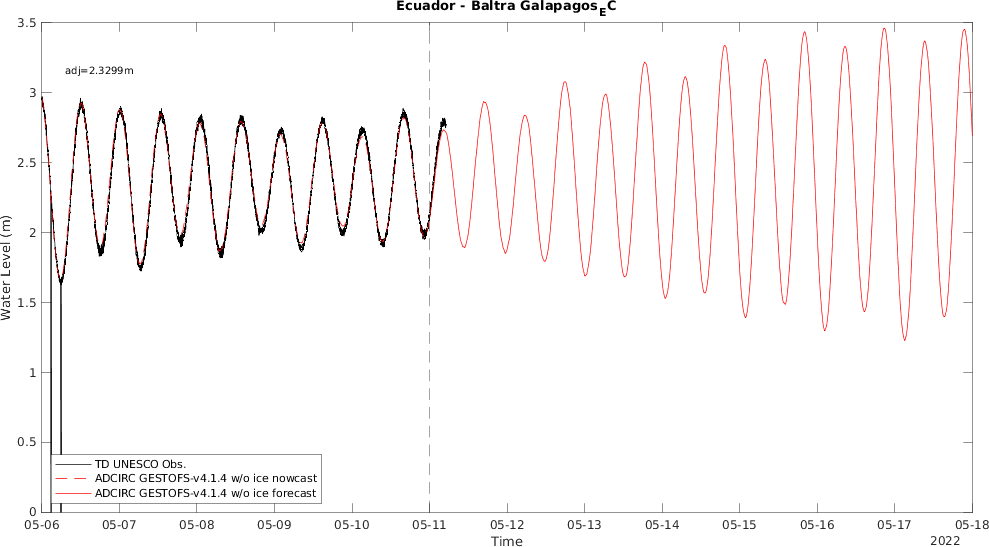 Ecuador - Baltra Galapagos_EC
3.5
adj=2.3299m
3
2.5
2
Water Level (m)
1.5
1
0.5
TD UNESCO Obs.
ADCIRC GESTOFS-v4.1.4 w/o ice nowcast
ADCIRC GESTOFS-v4.1.4 w/o ice forecast
0
05-06 05-07 05-08 05-09 05-10 05-11 05-12 05-13 05-14 05-15 05-16 05-17 05-18
Time
2022